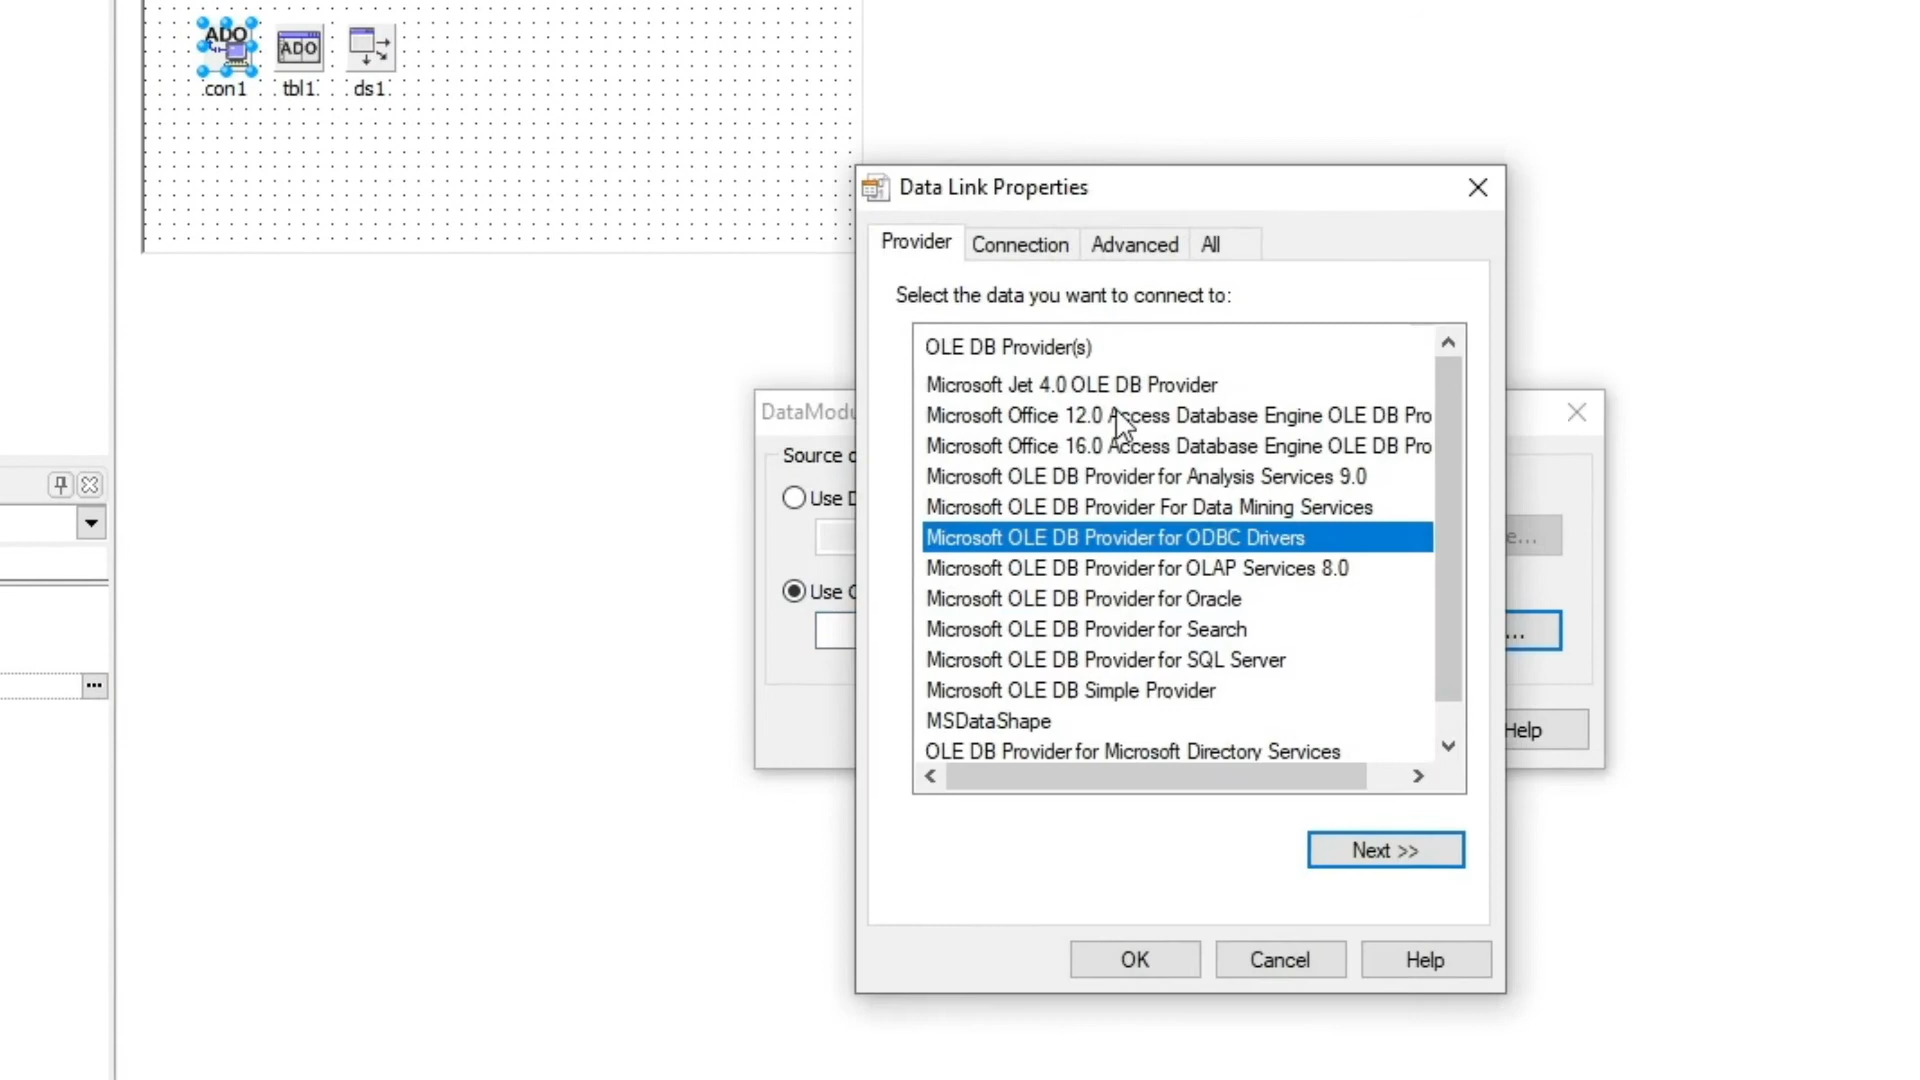 ADO
ADO
con1
tbl1
ds1
Data Link Properties
Provider
Connection
Advanced
All
Select the data you want to connect to:
OLE DB Provider(s)
Microsoft Jet 4.0 OLE DB Provider
Microsoft Office 12.0 Access Database Engine OLE DB Pro
Microsoft Office 16.0 Access Database Engine OLE DB Pro
Microsoft OLE DB Provider for Analysis Services 9.0
Microsoft OLE DB Provider For Data Mining Services
Microsoft OLE DB Provider for ODBC Drivers
Microsoft OLE DB Provider for OLAP Services 8.0
Microsoft OLE DB Provider for Oracle
Microsoft OLE DB Provider for Search
Microsoft OLE DB Provider for SQL Server
Microsoft OLE DB Simple Provider
MSDataShape
OLE DB Provider for Microsoft Directory Services
Next >>
OK
Cancel
Help
DataModu
Source o
Use D
e...
Use C
...
Help